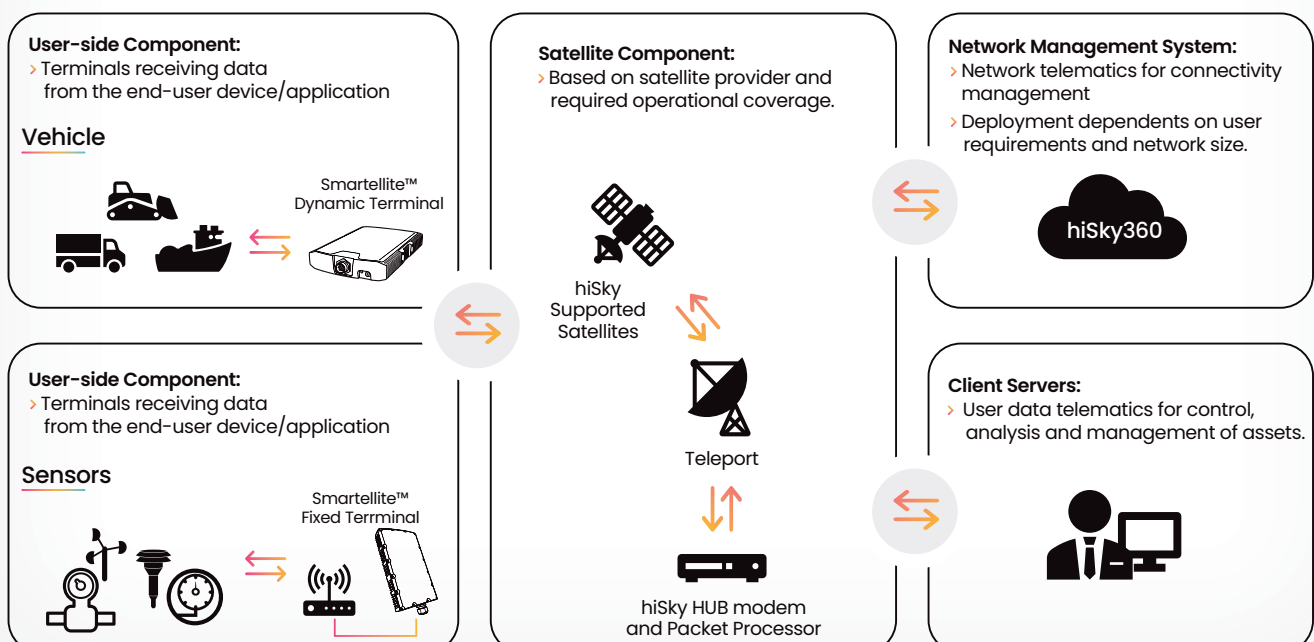 User-side Component:
› Terminals receiving data
from the end-user device/application
Vehicle
Smartellite™
Dynamic Terrminal
User-side Component:
› Terminals receiving data
from the end-user device/application
Sensors
Smartellite™
Fixed Terrminal
Satellite Component:
› Based on satellite provider and
required operational coverage.
hiSky
Supported
Satellites
Teleport
hiSky HUB modem
and Packet Processor
Network Management System:
› Network telematics for connectivity
management
› Deployment dependents on user
requirements and network size.
hiSky360
Client Servers:
› User data telematics for control,
analysis and management of assets.